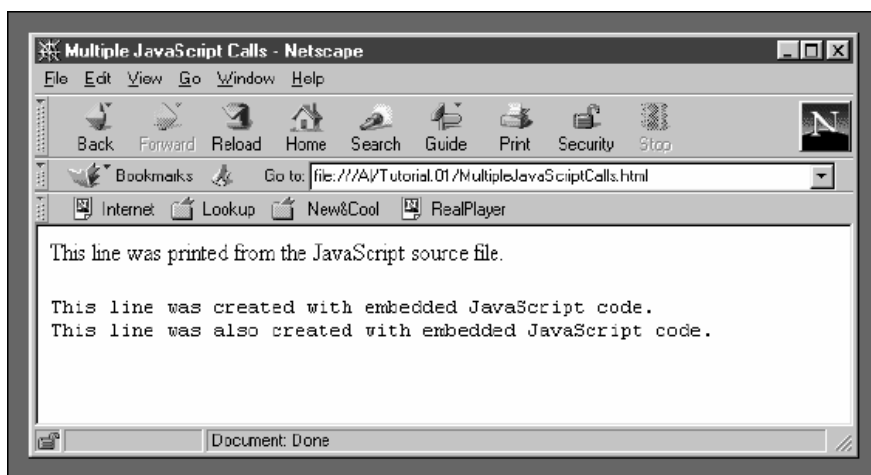 Multiple JavaScript Calls - Netscape
File Edit View Go Window Help
Back Forward Reload Home Search Guide Print Security Stop
N
Bookmarks Go to: file:///A|/Tutorial.01/MultipleJavaScriptCalls.html
Internet Lookup New&Cool RealPlayer
This line was printed from the JavaScript source file.
This line was created with embedded JavaScript code.
This line was also created with embedded JavaScript code.
Document: Done